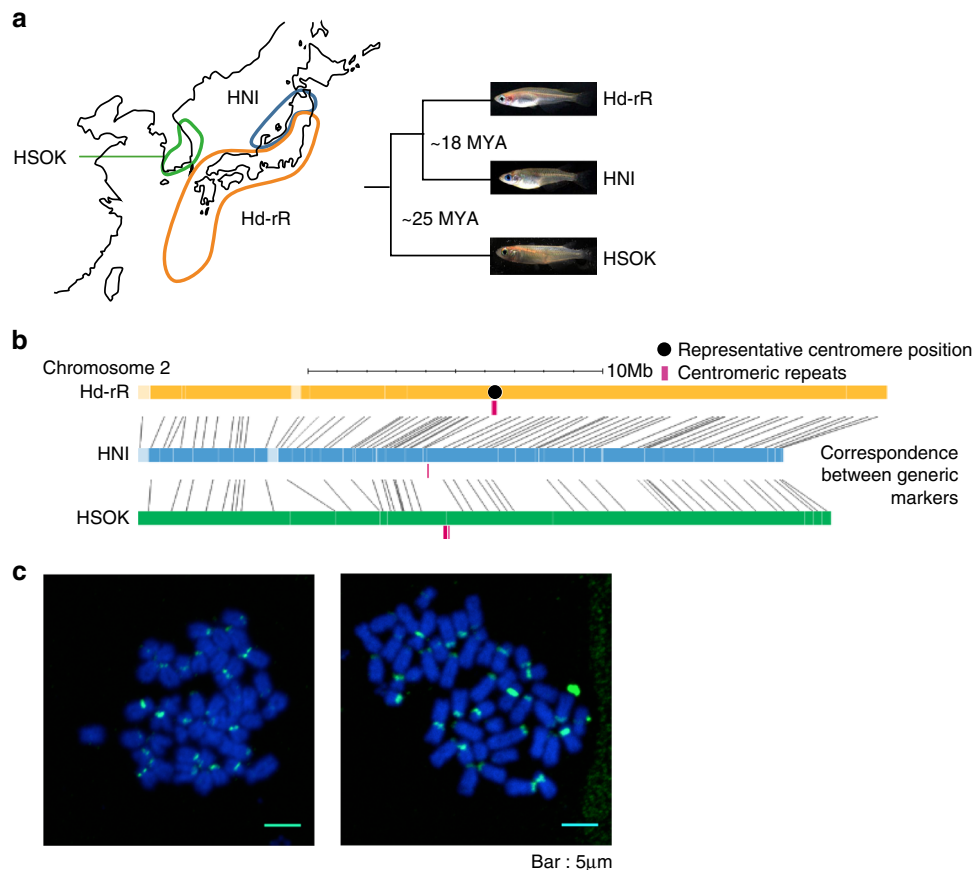 a
HNI
HSOK
Hd-rR
Hd-rR
~18 MYA
HNI
~25 MYA
HSOK
b
Chromosome 2
10Mb
Representative centromere position
Centromeric repeats
Hd-rR
HNI
Correspondence
between generic
markers
HSOK
c
Bar : 5μm